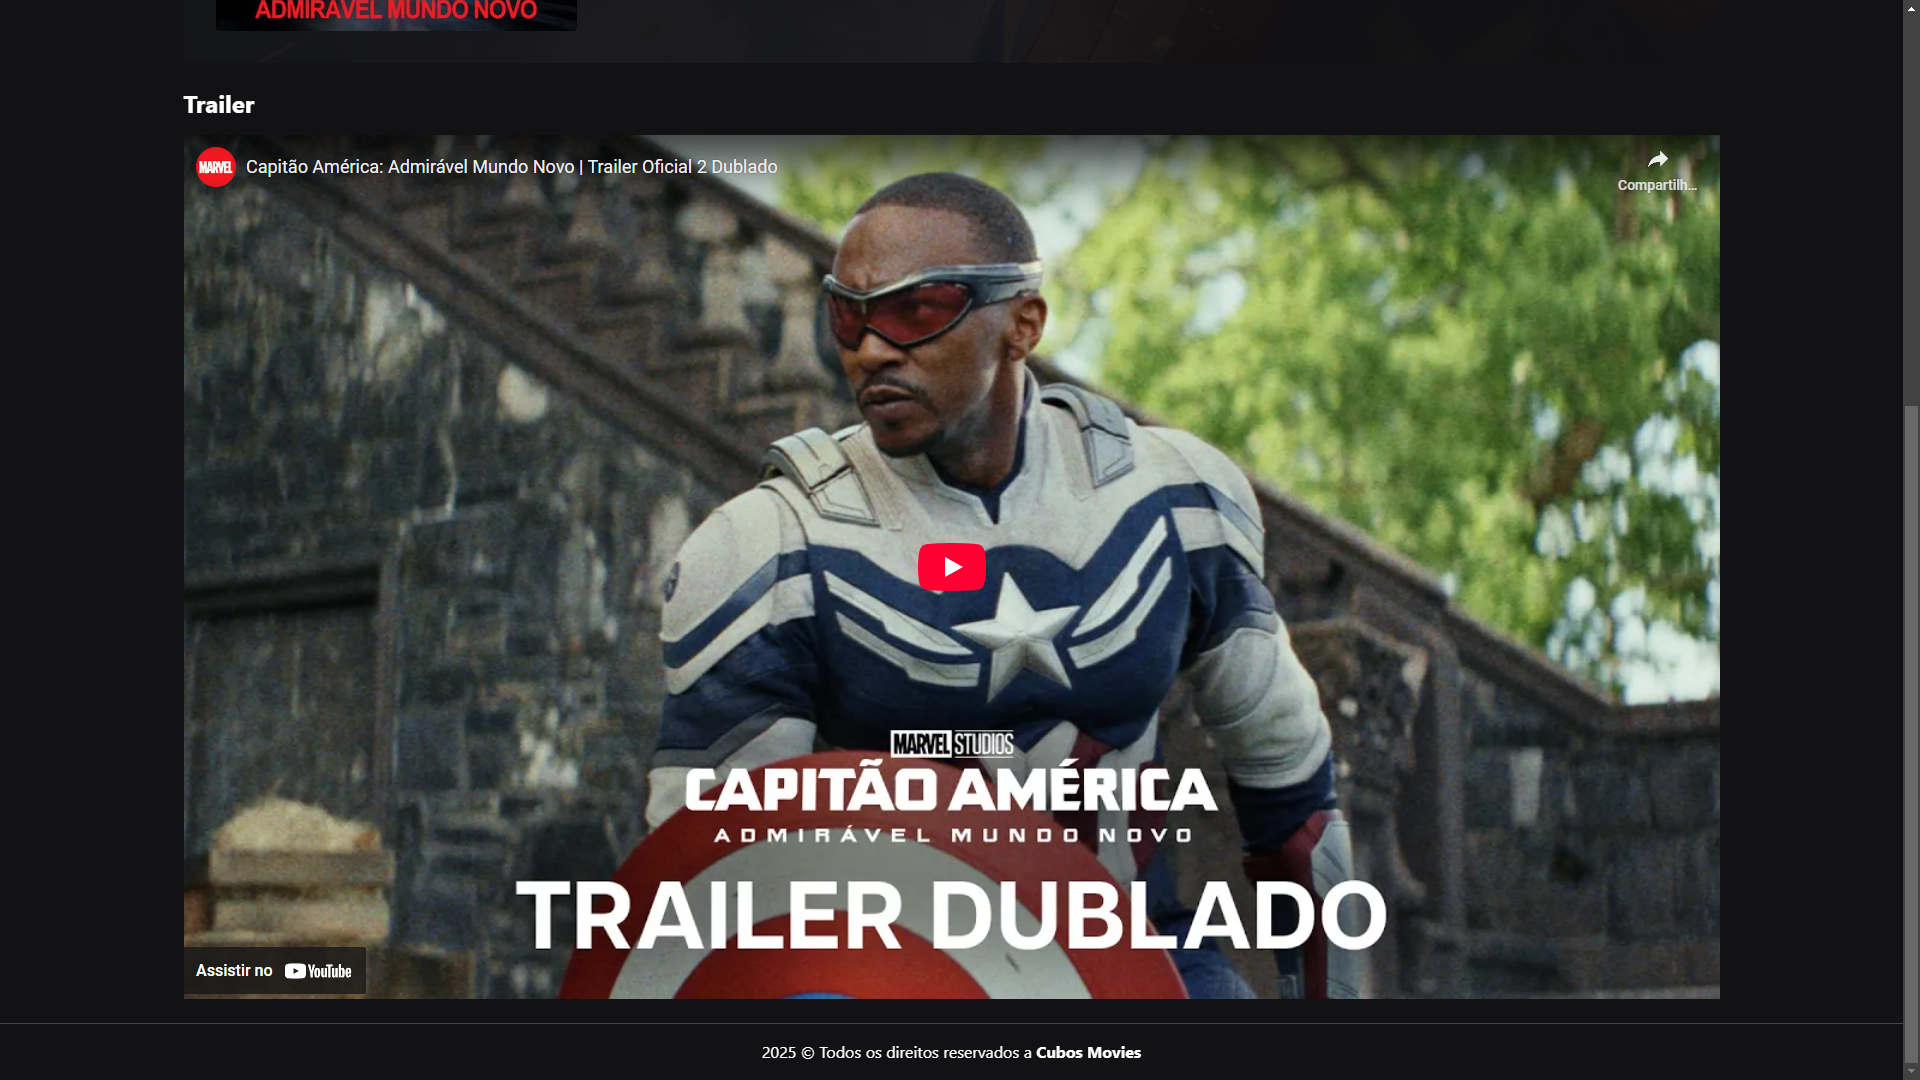 ADMIRÁVEL MUNDO NOVO
Trailer
MARVEL
Capitão América: Admirável Mundo Novo | Trailer Oficial 2 Dublado
Compartilh...
MARVEL STUDIOS
CAPITÃO AMÉRICA
ADMIRÁVEL MUNDO NOVO
TRAILER DUBLADO
Assistir no YouTube
2025 © Todos os direitos reservados a Cubos Movies